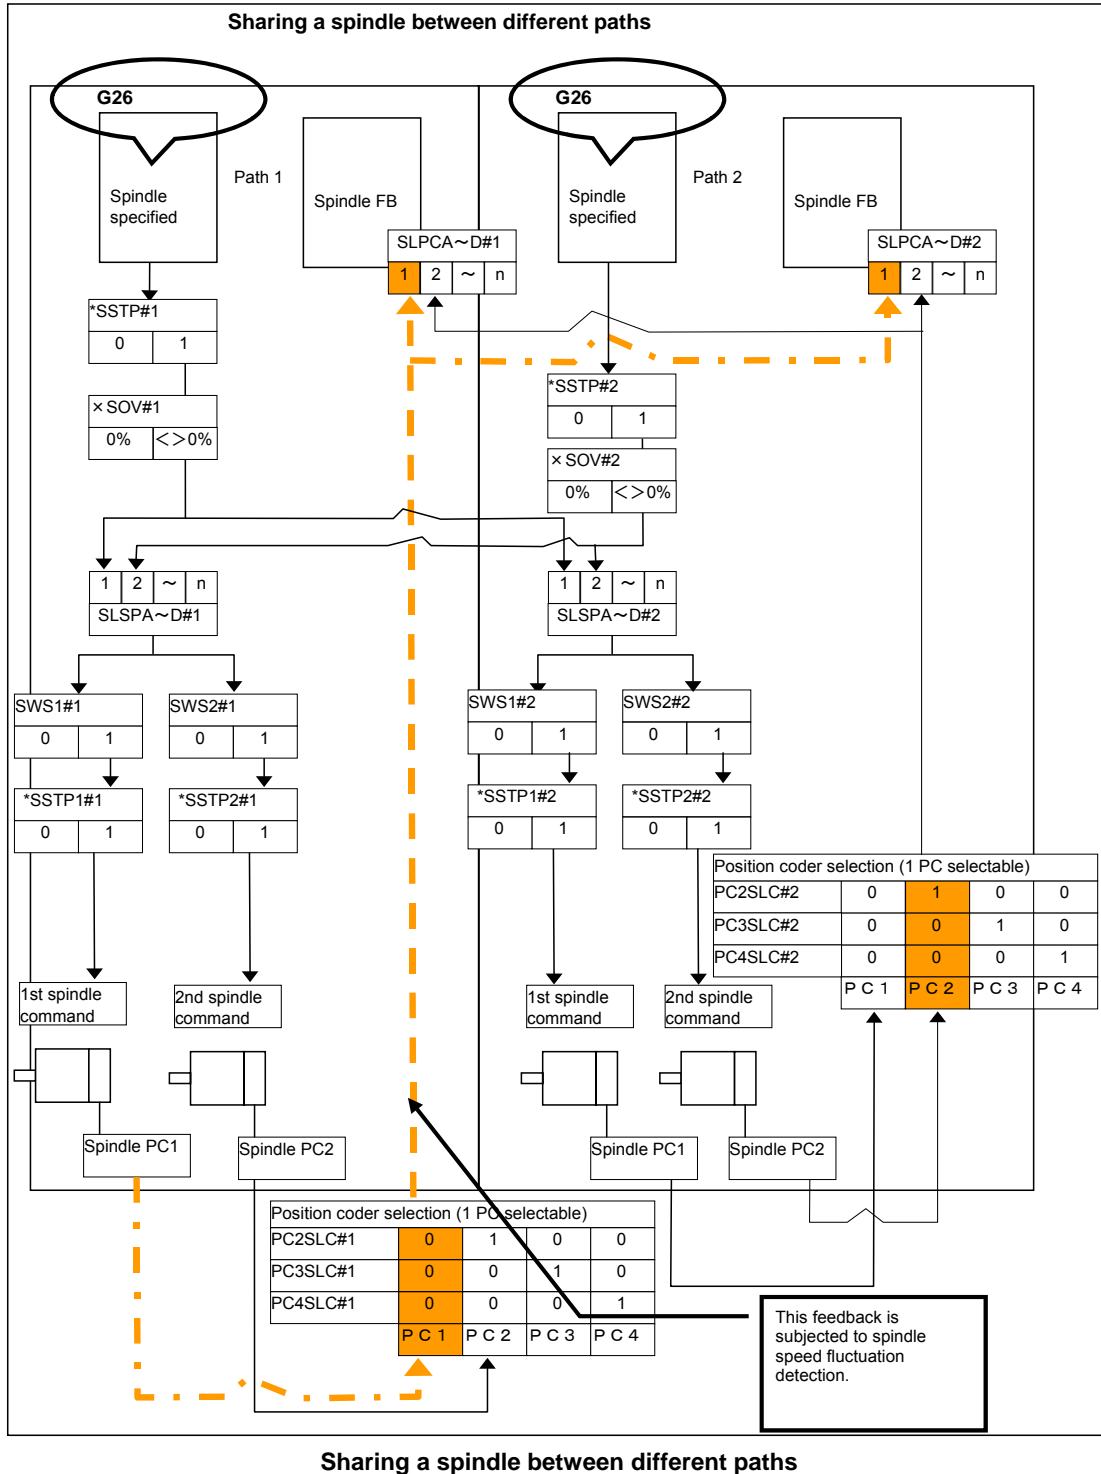 Sharing a spindle between different paths
G26
G26
Spindle
specified
Path 1
Spindle FB
Spindle
specified
Path 2
Spindle FB
SLPCA～D#1
1 2 ～ n
SLPCA～D#2
1 2 ～ n
*SSTP#1
0 1
*SSTP#2
0 1
×SOV#1
0% <>0%
×SOV#2
0% <>0%
1 2 ～ n
SLSPA～D#1
1 2 ～ n
SLSPA～D#2
SWS1#1
0 1
SWS2#1
0 1
SWS1#2
0 1
SWS2#2
0 1
*SSTP1#1
0 1
*SSTP2#1
0 1
*SSTP1#2
0 1
*SSTP2#2
0 1
Position coder selection (1 PC selectable)
PC2SLC#2 0 1 0 0
PC3SLC#2 0 0 1 0
PC4SLC#2 0 0 0 1
PC1 PC2 PC3 PC4
1st spindle
command
2nd spindle
command
1st spindle
command
2nd spindle
command
Spindle PC1
Spindle PC2
Spindle PC1
Spindle PC2
Position coder selection (1 PC selectable)
PC2SLC#1 0 1 0 0
PC3SLC#1 0 0 1 0
PC4SLC#1 0 0 0 1
PC1 PC2 PC3 PC4
This feedback is
subjected to spindle
speed fluctuation
detection.
Sharing a spindle between different paths